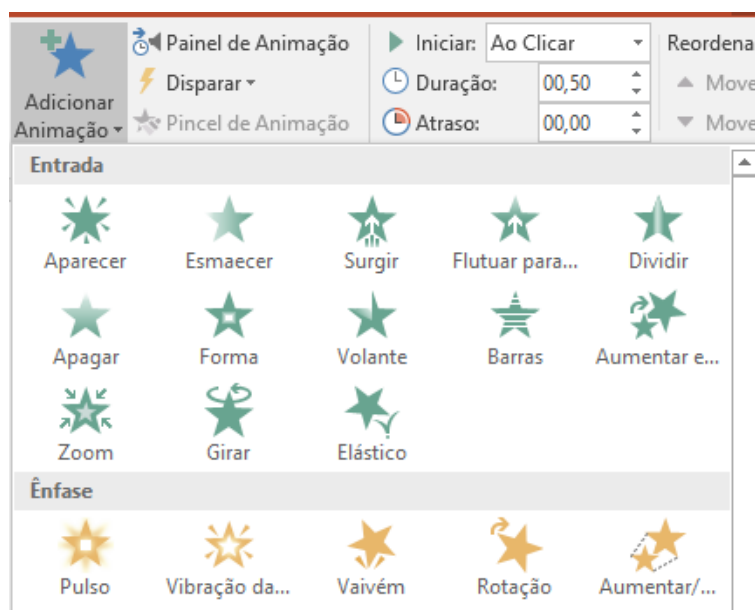 Adicionar
Animação
Painel de Animação
Disparar
Pincel de Animação
Iniciar: Ao Clicar
Duração: 00,50
Atraso: 00,00
Reordena
Move
Move
Entrada
Aparecer Esmaecer Surgir Flutuar para... Dividir
Apagar Forma Volante Barras Aumentar e...
Zoom Girar Elástico
Ênfase
Pulso Vibração da... Vaivém Rotação Aumentar/...